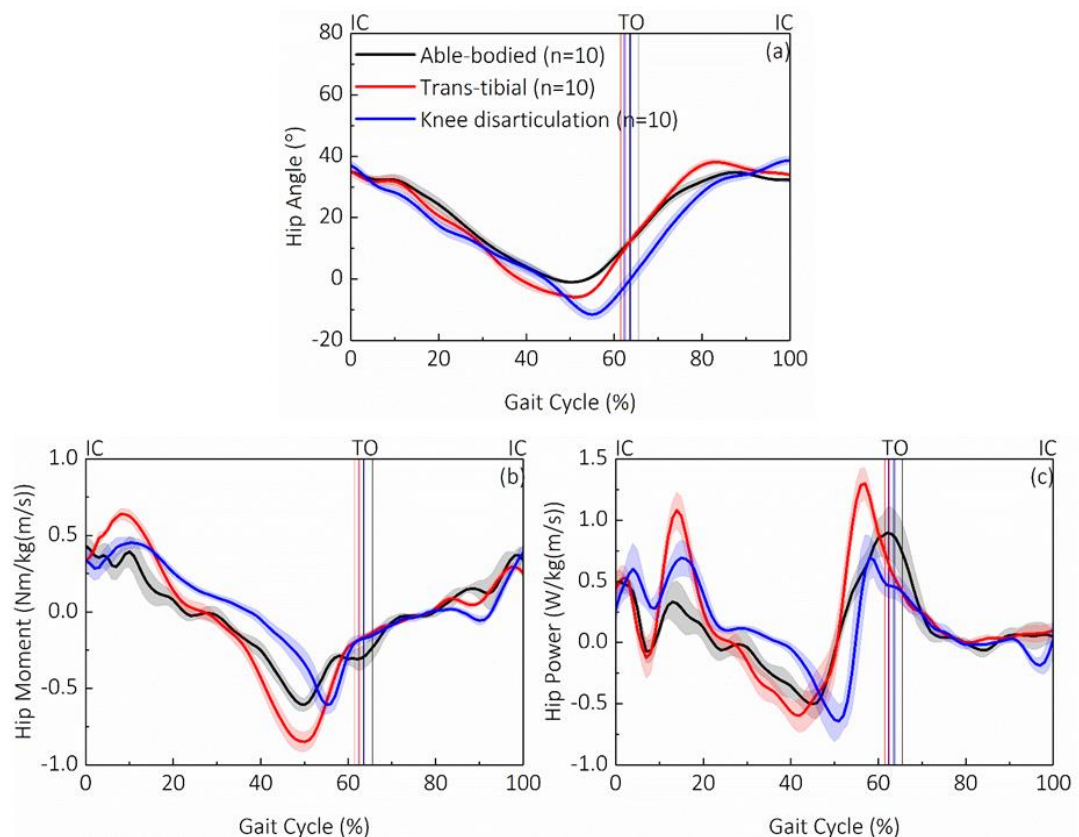 IC TO IC
80
60
40
20
0
-20
Hip Angle (°)
Able-bodied (n=10)
Trans-tibial (n=10)
Knee disarticulation (n=10)
(a)
0 20 40 60 80 100
Gait Cycle (%)
IC TO IC
1.0
0.5
0.0
-0.5
-1.0
Hip Moment (Nm/kg(m/s))
(b)
0 20 40 60 80 100
Gait Cycle (%)
IC TO IC
1.5
1.0
0.5
0.0
-0.5
-1.0
Hip Power (W/kg(m/s))
(c)
0 20 40 60 80 100
Gait Cycle (%)